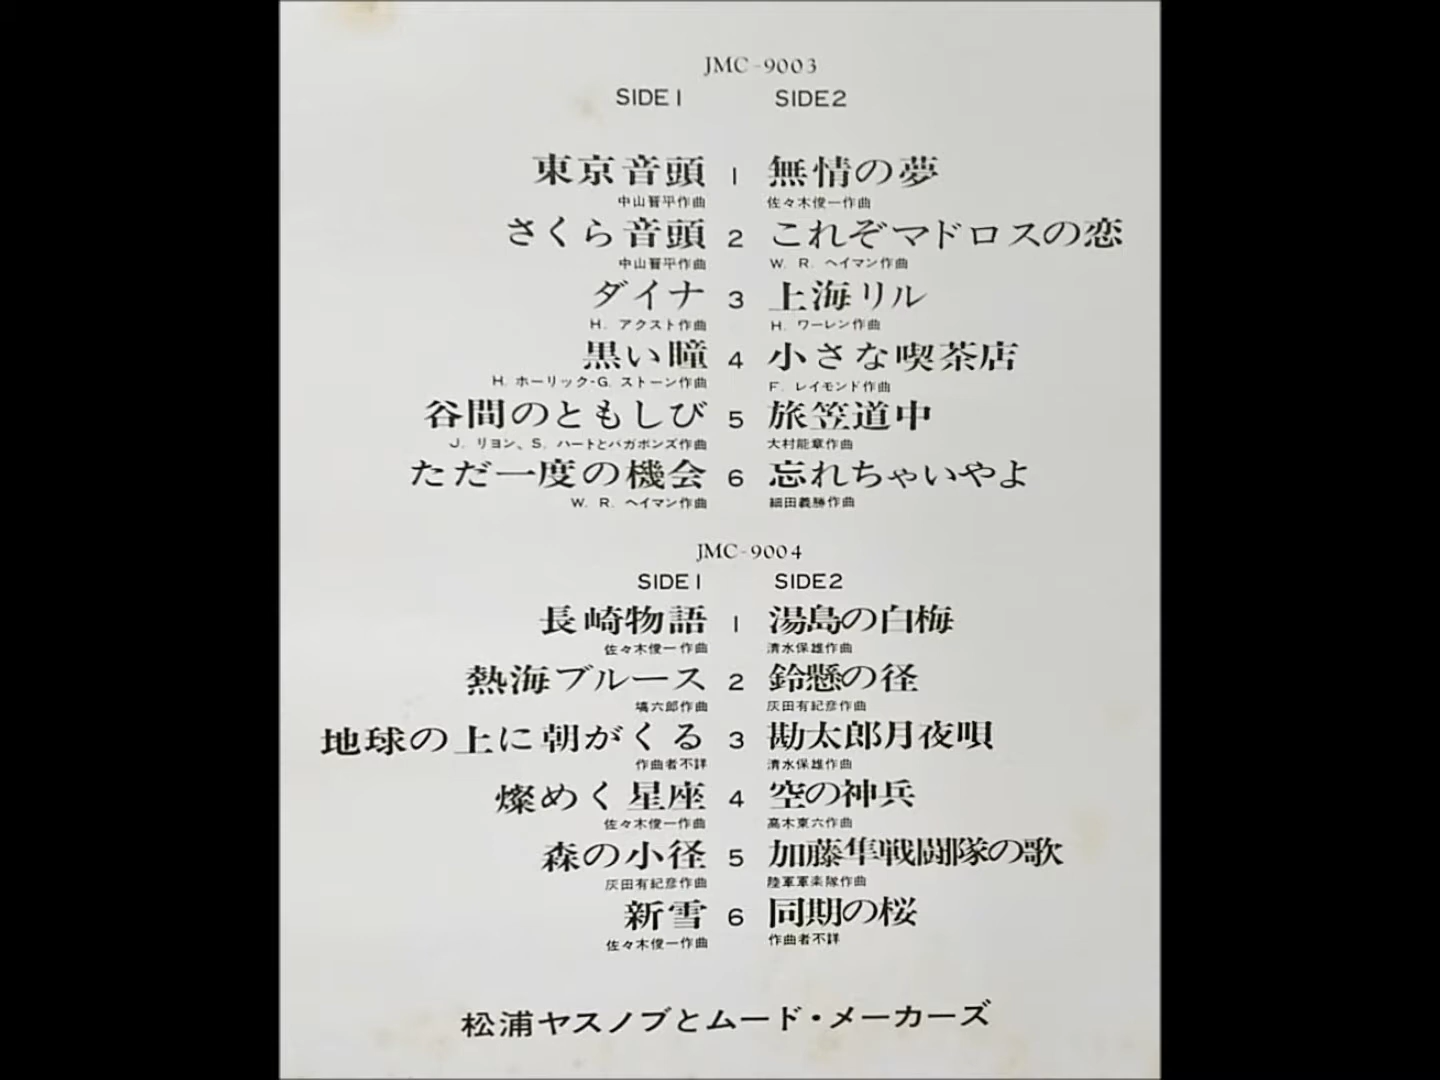 JMC-9003
SIDE 1 SIDE2
東京音頭 1 無情の夢
中山晋平作曲 佐々木俊一作曲
さくら音頭 2 これぞマドロスの恋
中山晋平作曲 W. R. ヘイマン作曲
ダイナ 3 上海リル
H. アクスト作曲 H. ワーレン作曲
黒い瞳 4 小さな喫茶店
H. ホーリック-G. ストーン作曲 F. レイモンド作曲
谷間のともしび 5 旅笠道中
J. リヨン、S. ハートとバガボンズ作曲 大村能章作曲
ただ一度の機会 6 忘れちゃいやよ
W. R. ヘイマン作曲 細田義勝作曲
JMC-9004
SIDE 1 SIDE2
長崎物語 1 湯島の白梅
佐々木俊一作曲 清水保雄作曲
熱海ブルース 2 鈴懸の径
塙六郎作曲 灰田有紀彦作曲
地球の上に朝がくる 3 勘太郎月夜唄
作曲者不詳 清水保雄作曲
燦めく星座 4 空の神兵
佐々木俊一作曲 高木東六作曲
森の小径 5 加藤隼戦闘隊の歌
灰田有紀彦作曲 陸軍軍楽隊作曲
新雪 6 同期の桜
佐々木俊一作曲 作曲者不詳
松浦ヤスノブとムード・メーカーズ